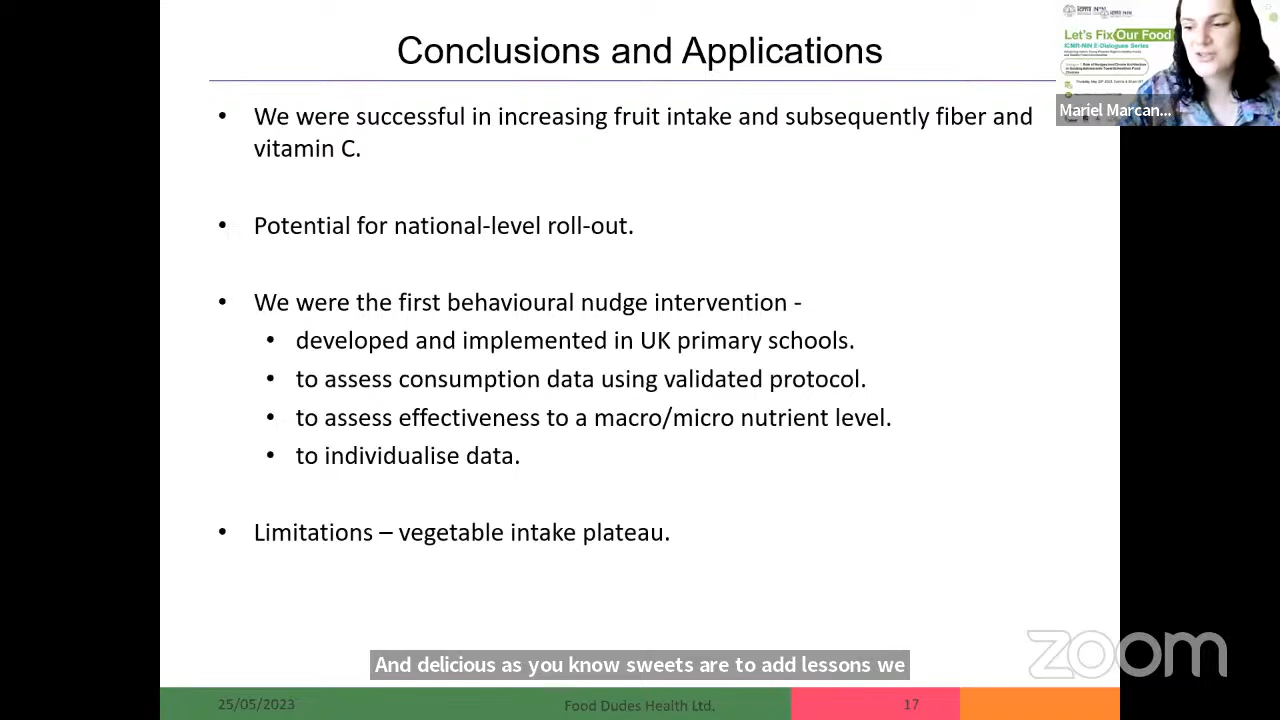 Conclusions and Applications
• We were successful in increasing fruit intake and subsequently fiber and
vitamin C.
• Potential for national-level roll-out.
• We were the first behavioural nudge intervention -
• developed and implemented in UK primary schools.
• to assess consumption data using validated protocol.
• to assess effectiveness to a macro/micro nutrient level.
• to individualise data.
• Limitations – vegetable intake plateau.
Let's Fix Our Food
ICMR-NIN E-Dialogues Series
Mariel Marcan...
And delicious as you know sweets are to add lessons we
zoom
25/05/2023
Food Dudes Health Ltd.
17